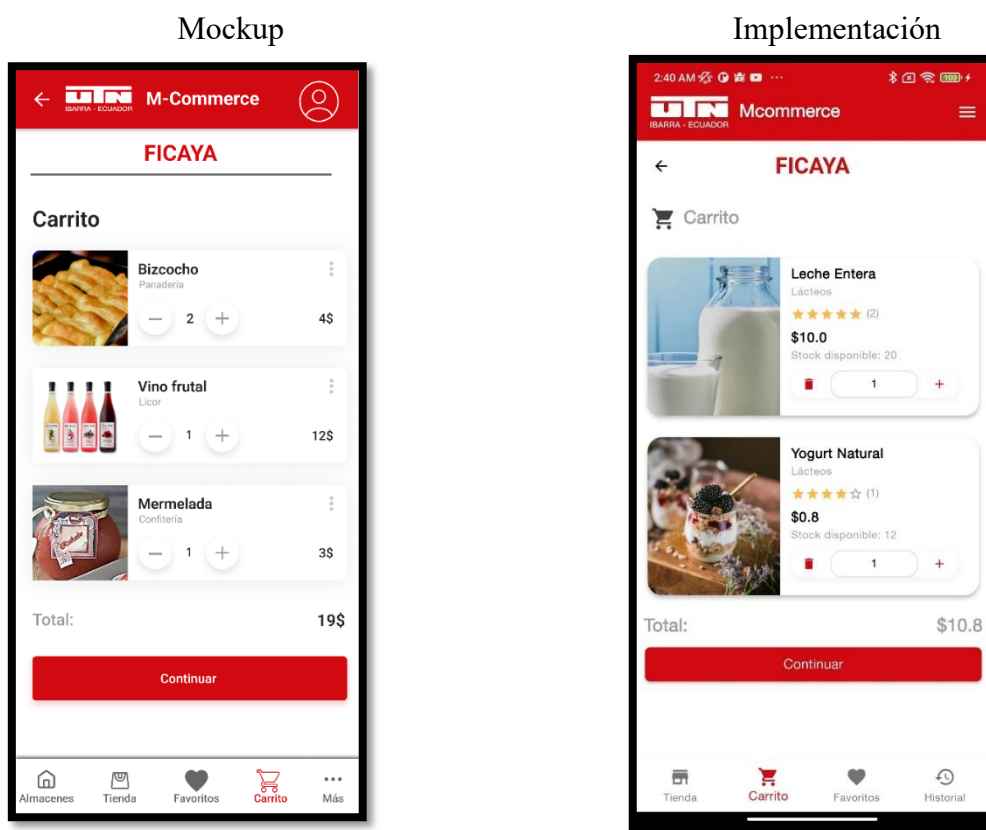 Mockup
UTN
IBARRA - ECUADOR
M-Commerce
FICAYA
Carrito
Bizcocho
Panadería
2
4$
Vino frutal
Licor
1
12$
Mermelada
Confitería
1
3$
Total:
19$
Continuar
Almacenes
Tienda
Favoritos
Carrito
Más
Implementación
2:40 AM
100
UTN
IBARRA - ECUADOR
Mcommerce
FICAYA
Carrito
Leche Entera
Lácteos
(2)
$10.0
Stock disponible: 20
1
+
Yogurt Natural
Lácteos
(1)
$0.8
Stock disponible: 12
1
+
Total:
$10.8
Continuar
Tienda
Carrito
Favoritos
Historial